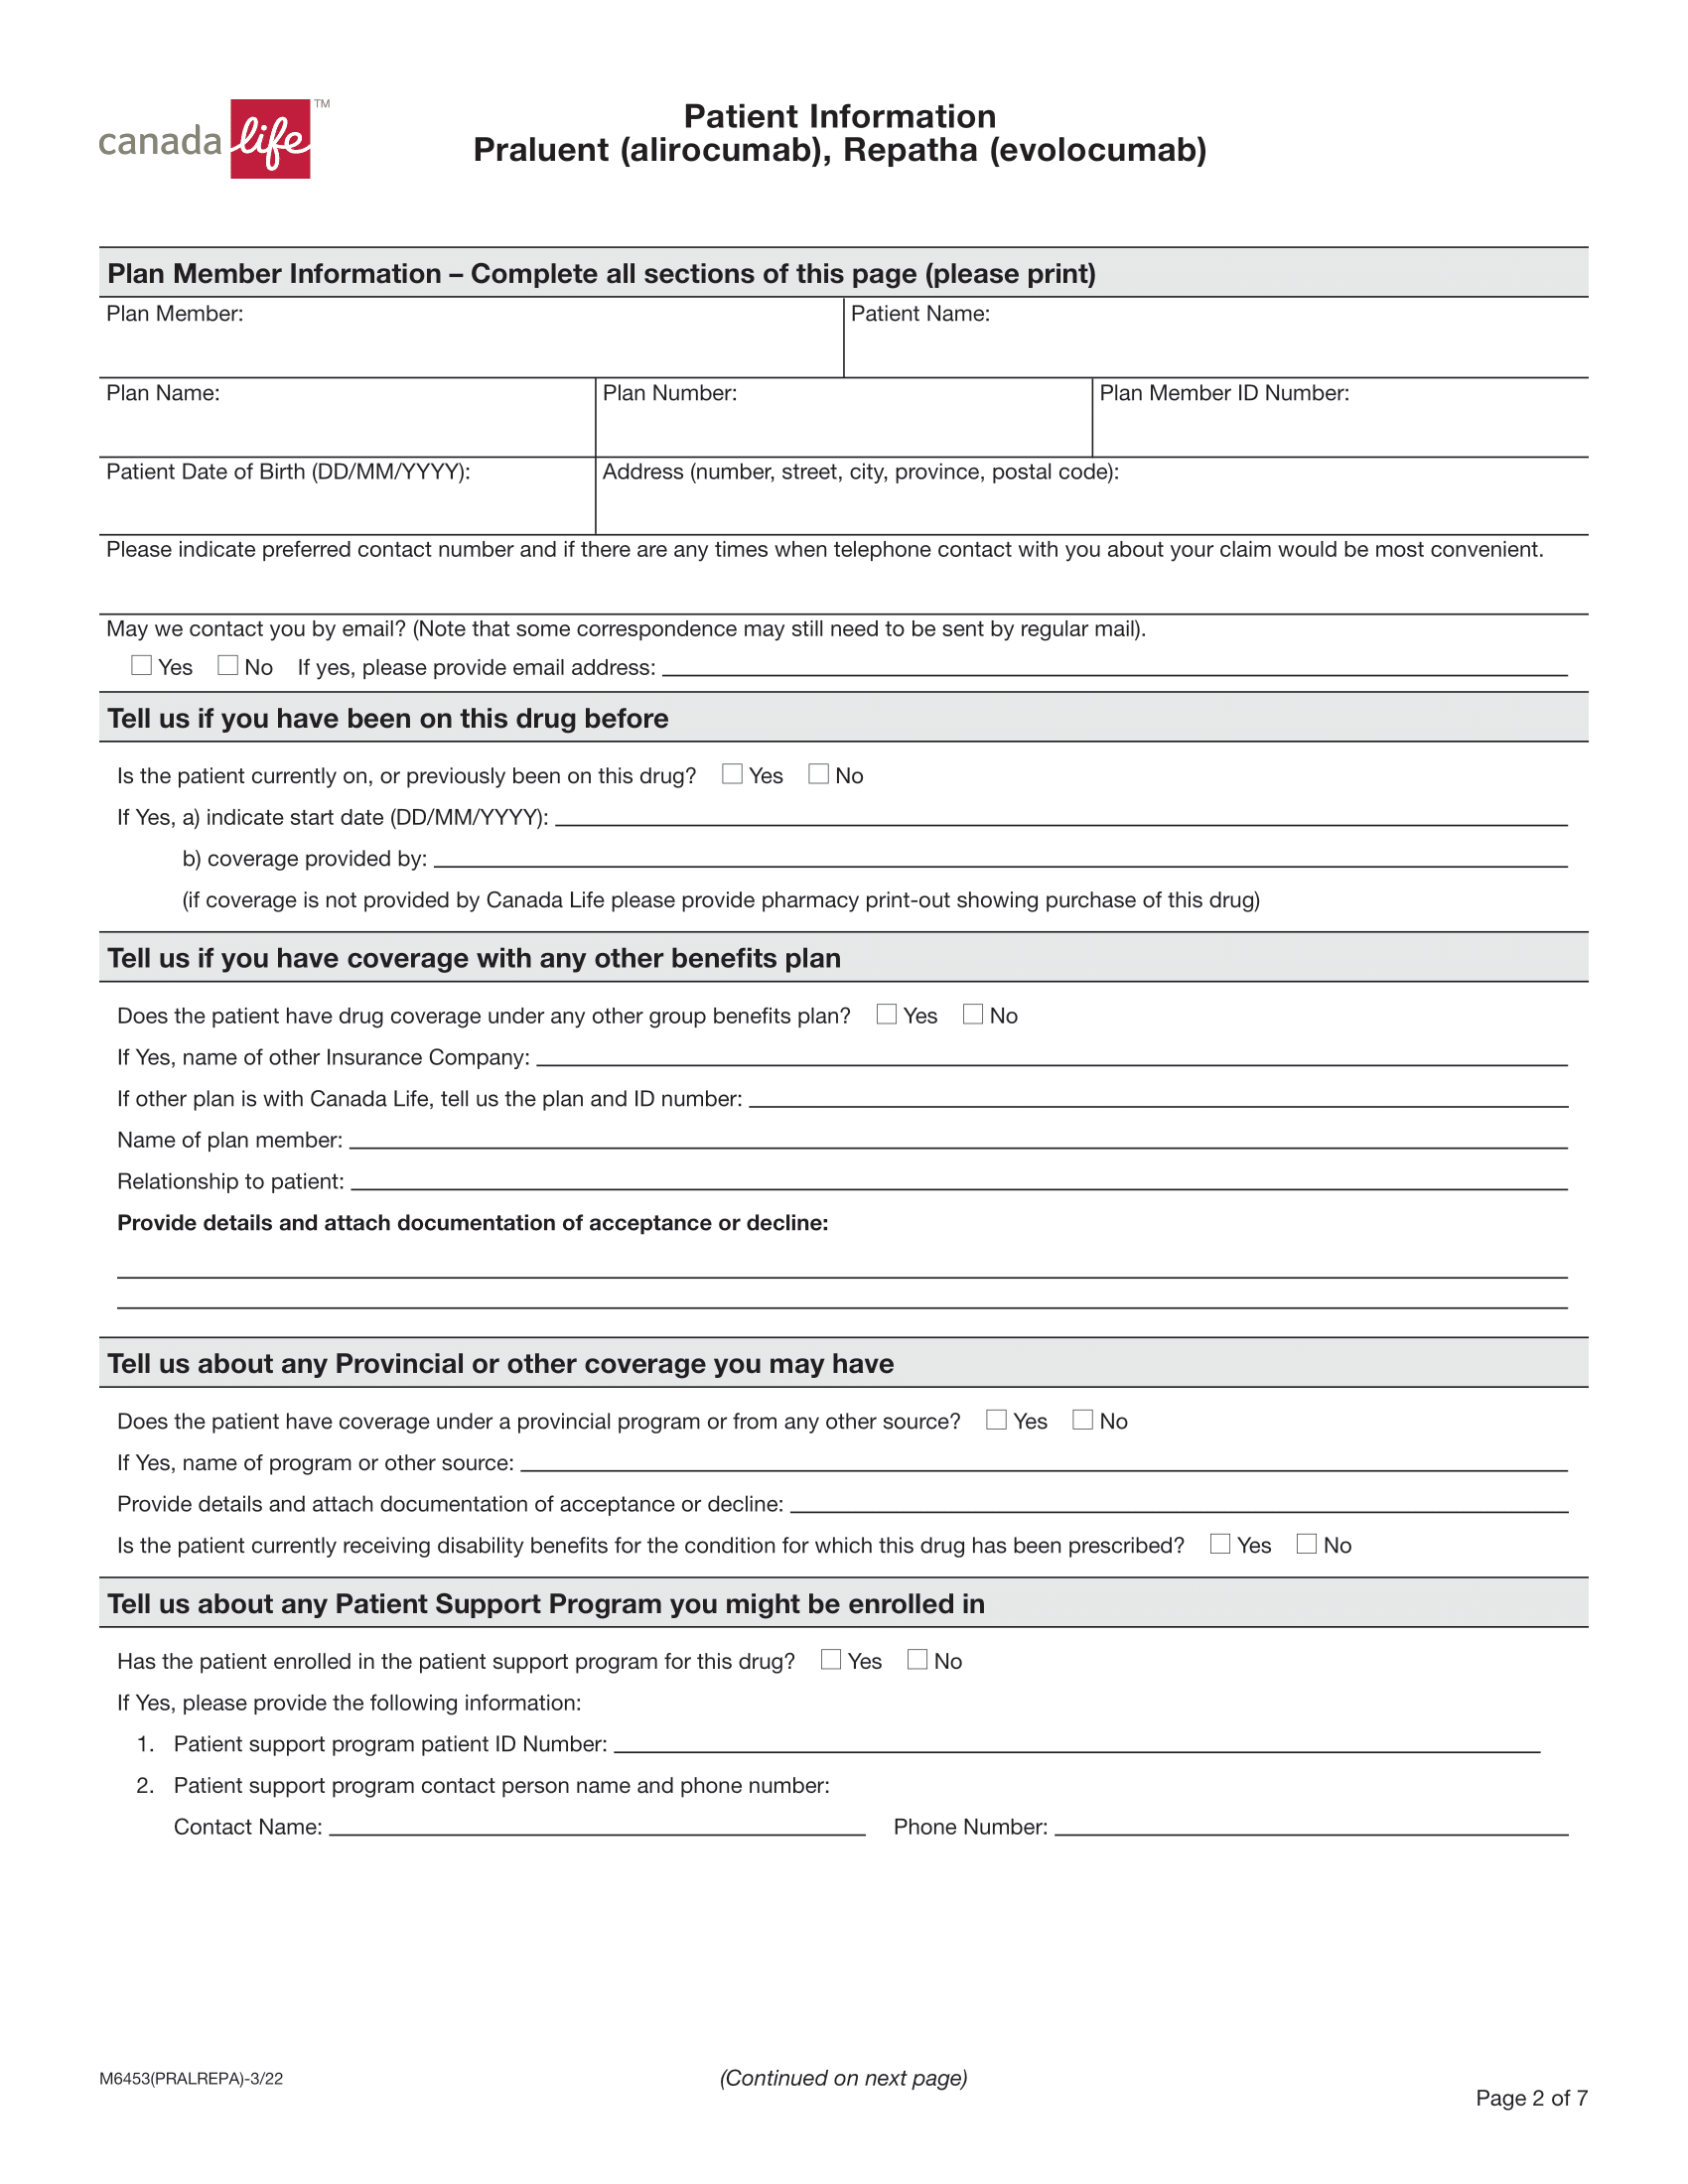 canada life™
Patient Information
Praluent (alirocumab), Repatha (evolocumab)
Plan Member Information – Complete all sections of this page (please print)
Plan Member: Patient Name:
Plan Name: Plan Number: Plan Member ID Number:
Patient Date of Birth (DD/MM/YYYY): Address (number, street, city, province, postal code):
Please indicate preferred contact number and if there are any times when telephone contact with you about your claim would be most convenient.
May we contact you by email? (Note that some correspondence may still need to be sent by regular mail).
Yes No If yes, please provide email address:
Tell us if you have been on this drug before
Is the patient currently on, or previously been on this drug? Yes No
If Yes, a) indicate start date (DD/MM/YYYY):
b) coverage provided by:
(if coverage is not provided by Canada Life please provide pharmacy print-out showing purchase of this drug)
Tell us if you have coverage with any other benefits plan
Does the patient have drug coverage under any other group benefits plan? Yes No
If Yes, name of other Insurance Company:
If other plan is with Canada Life, tell us the plan and ID number:
Name of plan member:
Relationship to patient:
Provide details and attach documentation of acceptance or decline:
Tell us about any Provincial or other coverage you may have
Does the patient have coverage under a provincial program or from any other source? Yes No
If Yes, name of program or other source:
Provide details and attach documentation of acceptance or decline:
Is the patient currently receiving disability benefits for the condition for which this drug has been prescribed? Yes No
Tell us about any Patient Support Program you might be enrolled in
Has the patient enrolled in the patient support program for this drug? Yes No
If Yes, please provide the following information:
1. Patient support program patient ID Number:
2. Patient support program contact person name and phone number:
Contact Name: Phone Number:
M6453(PRALREPA)-3/22 (Continued on next page)
Page 2 of 7